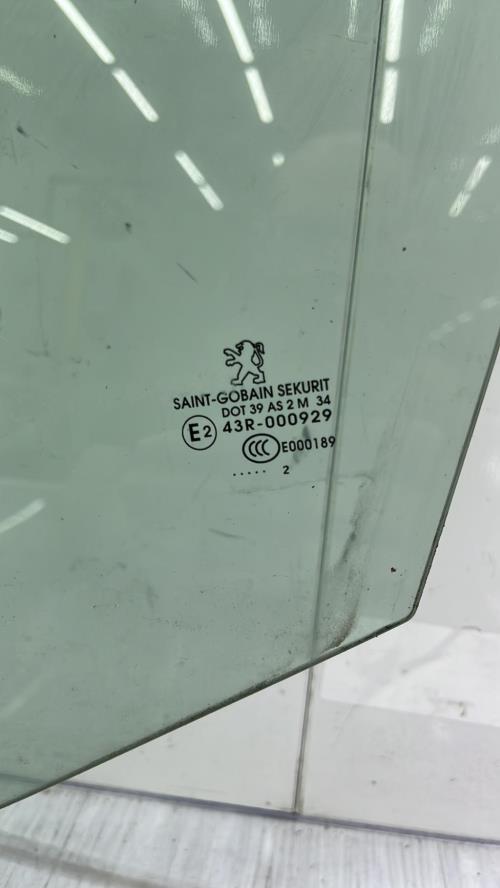 SAINT-GOBAIN SEKURIT
DOT 39 AS 2 M 34
E2 43R-000929
CCC E000189
..... 2